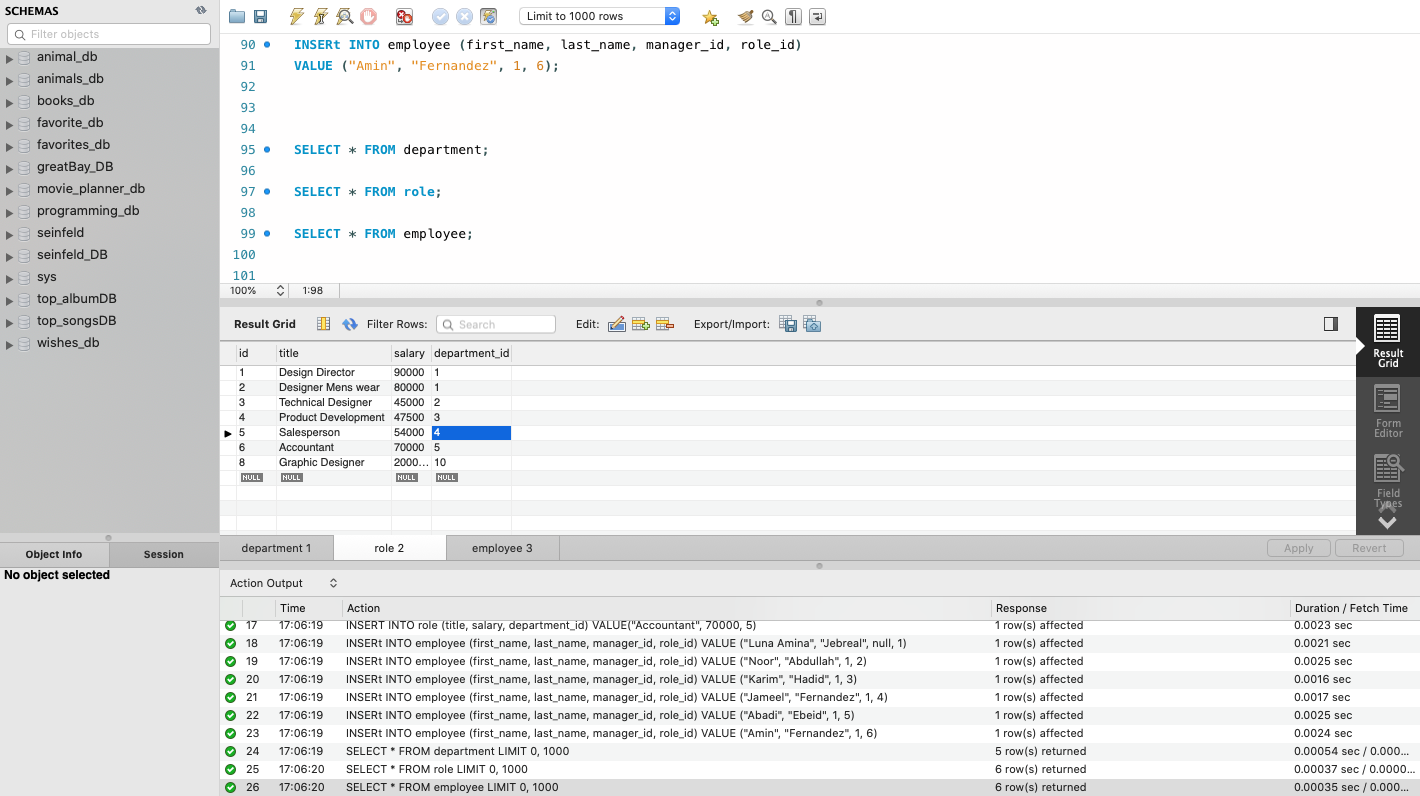 SCHEMAS
Filter objects
animal_db
animals_db
books_db
favorite_db
favorites_db
greatBay_DB
movie_planner_db
programming_db
seinfeld
seinfeld_DB
sys
top_albumDB
top_songsDB
wishes_db
Object Info Session
No object selected
Limit to 1000 rows
90 INSERt INTO employee (first_name, last_name, manager_id, role_id)
91 VALUE ("Amin", "Fernandez", 1, 6);
92
93
94
95 SELECT * FROM department;
96
97 SELECT * FROM role;
98
99 SELECT * FROM employee;
100
101
100% 1:98
Result Grid Filter Rows: Search Edit: Export/Import:
id title salary department_id
1 Design Director 90000 1
2 Designer Mens wear 80000 1
3 Technical Designer 45000 2
4 Product Development 47500 3
5 Salesperson 54000 4
6 Accountant 70000 5
8 Graphic Designer 2000... 10
NULL NULL NULL NULL
Result
Grid
Form
Editor
Field
Types
department 1 role 2 employee 3 Apply Revert
Action Output
Time Action Response Duration / Fetch Time
17 17:06:19 INSERT INTO role (title, salary, department_id) VALUE("Accountant", 70000, 5) 1 row(s) affected 0.0023 sec
18 17:06:19 INSERt INTO employee (first_name, last_name, manager_id, role_id) VALUE ("Luna Amina", "Jebreal", null, 1) 1 row(s) affected 0.0021 sec
19 17:06:19 INSERt INTO employee (first_name, last_name, manager_id, role_id) VALUE ("Noor", "Abdullah", 1, 2) 1 row(s) affected 0.0025 sec
20 17:06:19 INSERt INTO employee (first_name, last_name, manager_id, role_id) VALUE ("Karim", "Hadid", 1, 3) 1 row(s) affected 0.0016 sec
21 17:06:19 INSERt INTO employee (first_name, last_name, manager_id, role_id) VALUE ("Jameel", "Fernandez", 1, 4) 1 row(s) affected 0.0017 sec
22 17:06:19 INSERt INTO employee (first_name, last_name, manager_id, role_id) VALUE ("Abadi", "Ebeid", 1, 5) 1 row(s) affected 0.0025 sec
23 17:06:19 INSERt INTO employee (first_name, last_name, manager_id, role_id) VALUE ("Amin", "Fernandez", 1, 6) 1 row(s) affected 0.0024 sec
24 17:06:19 SELECT * FROM department LIMIT 0, 1000 5 row(s) returned 0.00054 sec / 0.000...
25 17:06:20 SELECT * FROM role LIMIT 0, 1000 6 row(s) returned 0.00037 sec / 0.0000...
26 17:06:20 SELECT * FROM employee LIMIT 0, 1000 6 row(s) returned 0.00035 sec / 0.000...